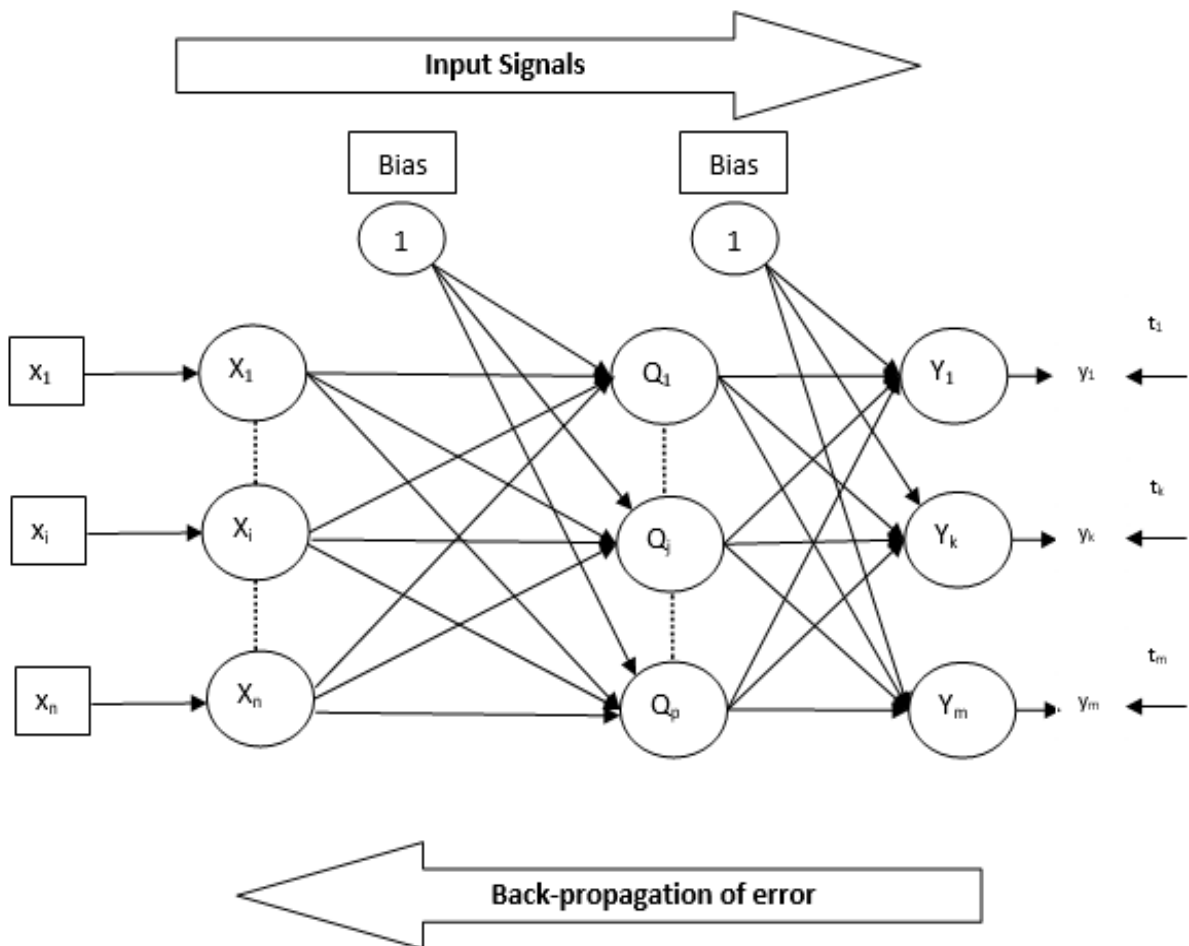 Input Signals
Bias Bias
1 1
t₁
x₁ X₁ Q₁ Y₁ y₁
tₖ
xᵢ Xᵢ Qⱼ Yₖ yₖ
tₘ
xₙ Xₙ Qₚ Yₘ yₘ
Back-propagation of error